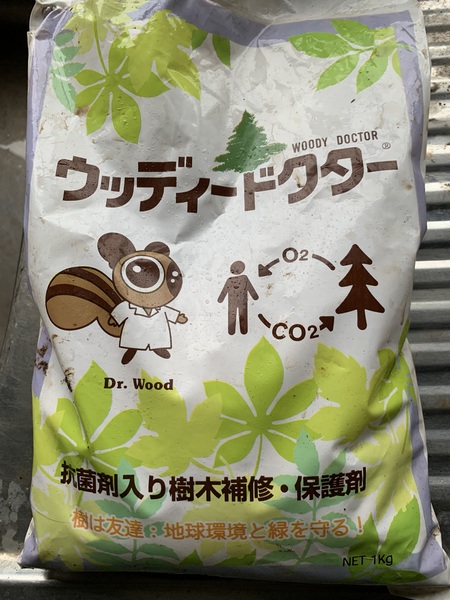 WOODY DOCTOR
ウッディードクター®
O2
CO2
Dr. Wood
抗菌剤入り樹木補修・保護剤
樹は友達：地球環境と緑を守る！
NET 1Kg